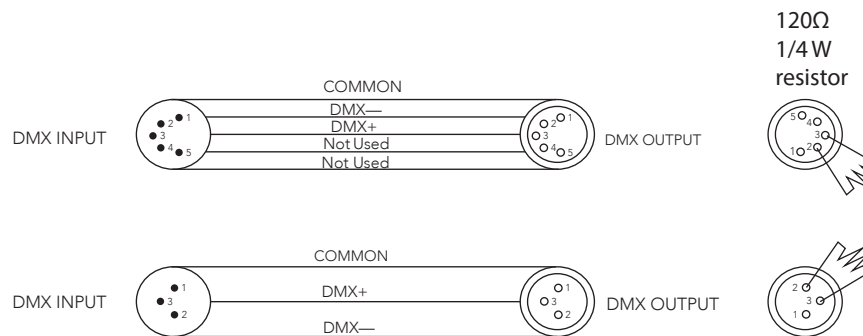 120Ω
1/4 W
resistor
COMMON
DMX—
DMX+
Not Used
Not Used
DMX INPUT
1
2
3
4
5
1
2
3
4
5
DMX OUTPUT
5
4
3
2
1
COMMON
DMX+
DMX—
DMX INPUT
1
3
2
1
3
2
DMX OUTPUT
2
3
1